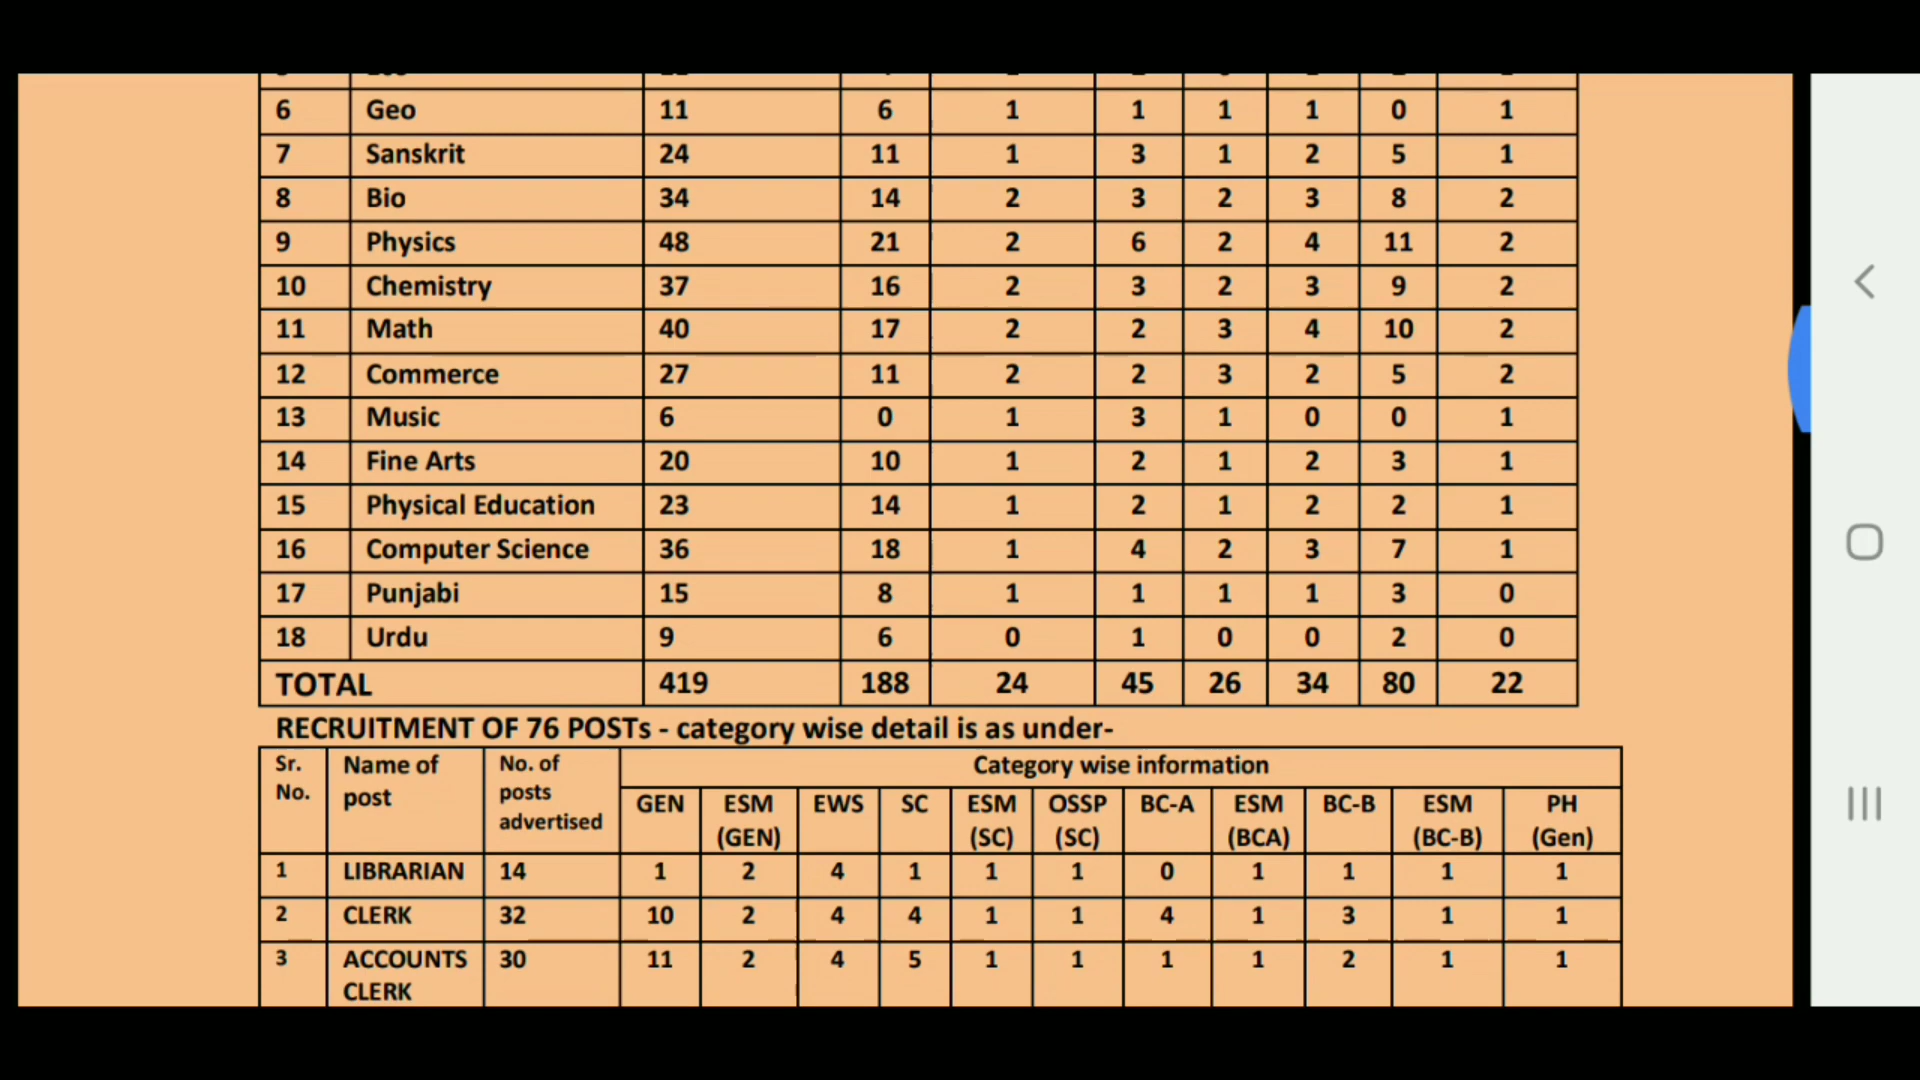 6 Geo 11 6 1 1 1 1 0 1
7 Sanskrit 24 11 1 3 1 2 5 1
8 Bio 34 14 2 3 2 3 8 2
9 Physics 48 21 2 6 2 4 11 2
10 Chemistry 37 16 2 3 2 3 9 2
11 Math 40 17 2 2 3 4 10 2
12 Commerce 27 11 2 2 3 2 5 2
13 Music 6 0 1 3 1 0 0 1
14 Fine Arts 20 10 1 2 1 2 3 1
15 Physical Education 23 14 1 2 1 2 2 1
16 Computer Science 36 18 1 4 2 3 7 1
17 Punjabi 15 8 1 1 1 1 3 0
18 Urdu 9 6 0 1 0 0 2 0
TOTAL 419 188 24 45 26 34 80 22
RECRUITMENT OF 76 POSTs - category wise detail is as under-
Sr. No. Name of post No. of posts advertised Category wise information
GEN ESM (GEN) EWS SC ESM (SC) OSSP (SC) BC-A ESM (BCA) BC-B ESM (BC-B) PH (Gen)
1 LIBRARIAN 14 1 2 4 1 1 1 0 1 1 1 1
2 CLERK 32 10 2 4 4 1 1 4 1 3 1 1
3 ACCOUNTS CLERK 30 11 2 4 5 1 1 1 1 2 1 1